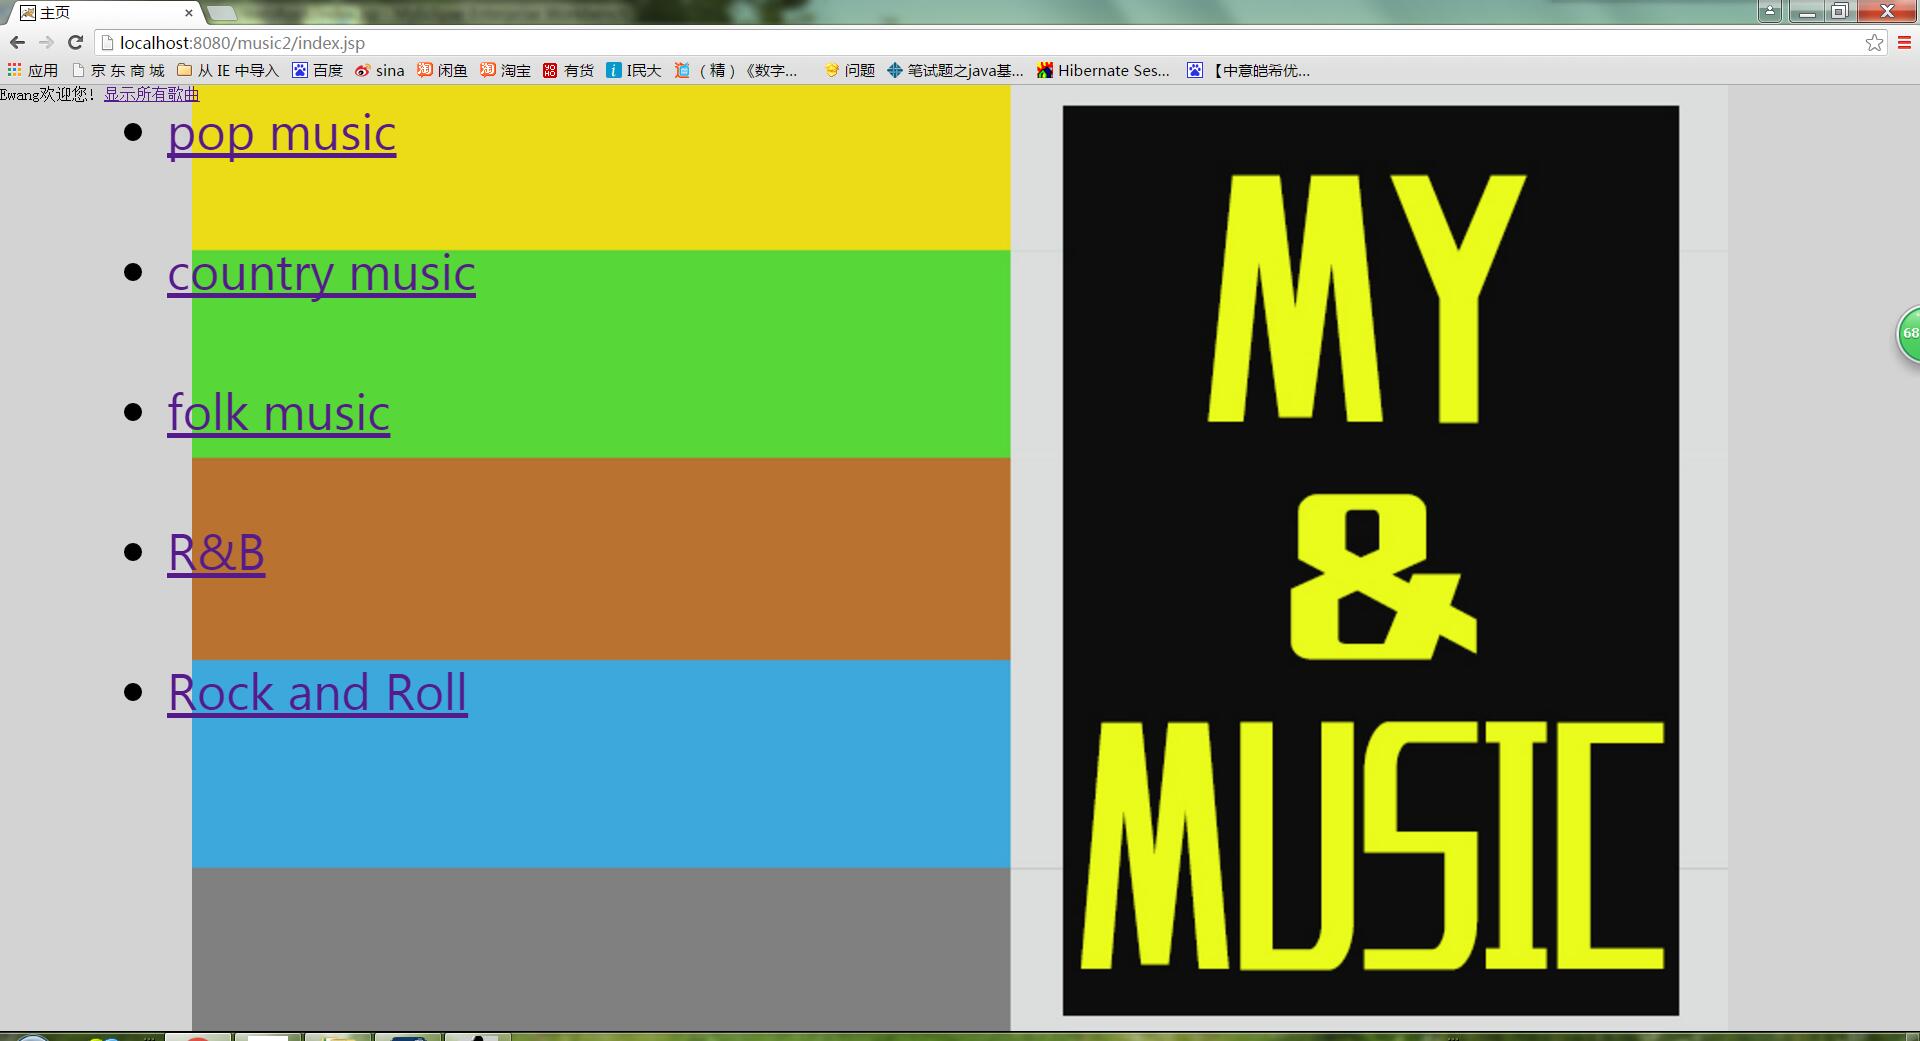 主页
localhost:8080/music2/index.jsp
应用 京 东 商 城 从 IE 中导入 百度 sina 闲鱼 淘宝 有货 I民大 （精）《数字... 问题 笔试题之java基... Hibernate Ses... 【中意皑希优...
Ewang欢迎您！ 显示所有歌曲
pop music
country music
folk music
R&B
Rock and Roll
MY
&
MUSIC
68